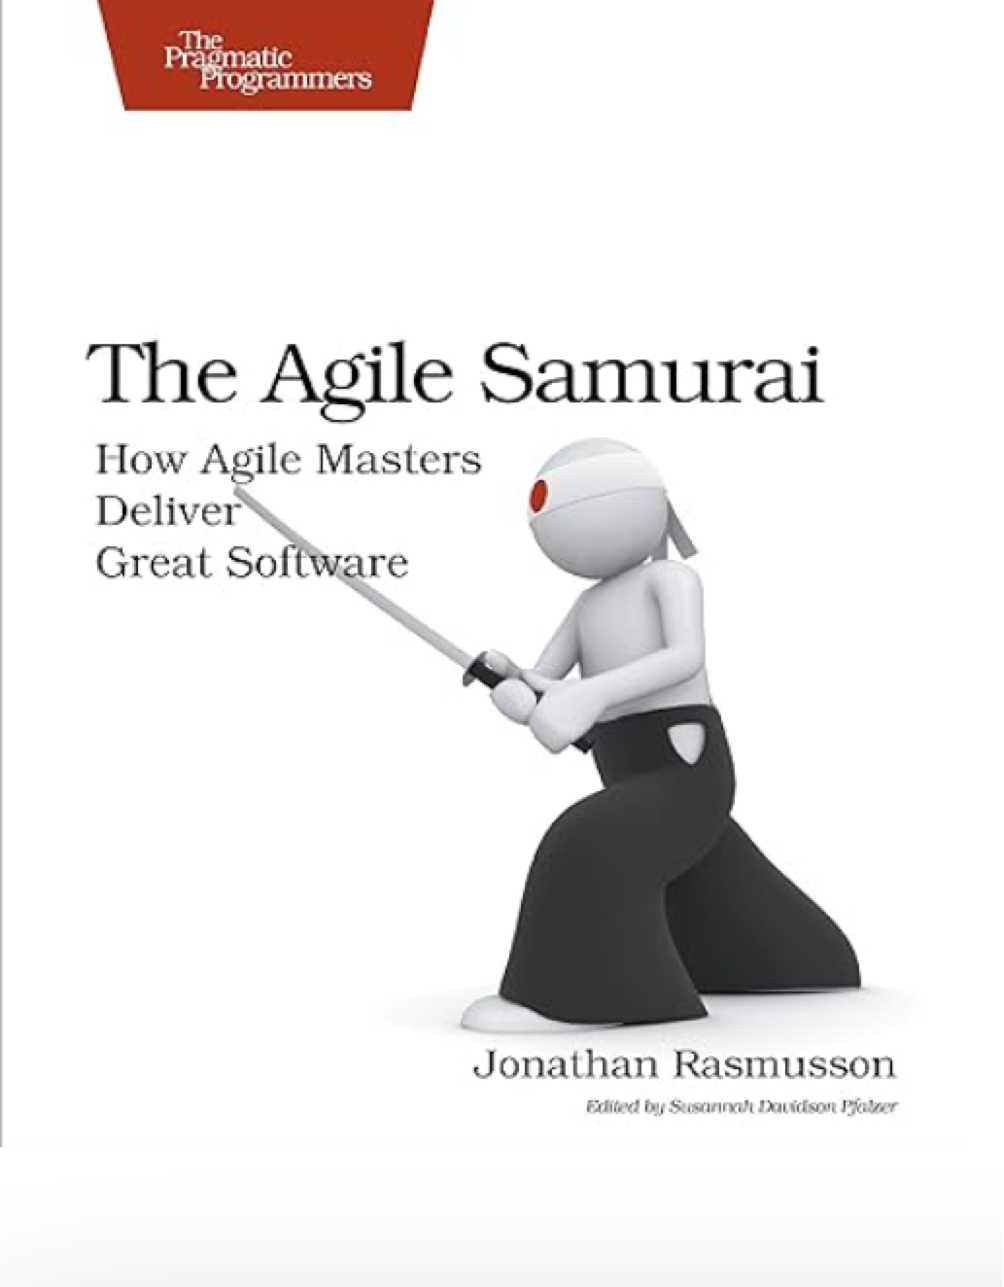 The
Pragmatic
Programmers
The Agile Samurai
How Agile Masters
Deliver
Great Software
Jonathan Rasmusson
Edited by Susannah Davidson Pfalzer